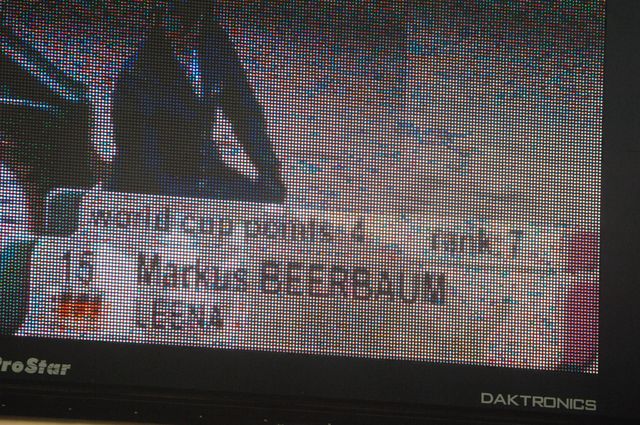 world cup points: 4 rank: 7
15 Markus BEERBAUM
LEENA
ProStar
DAKTRONICS